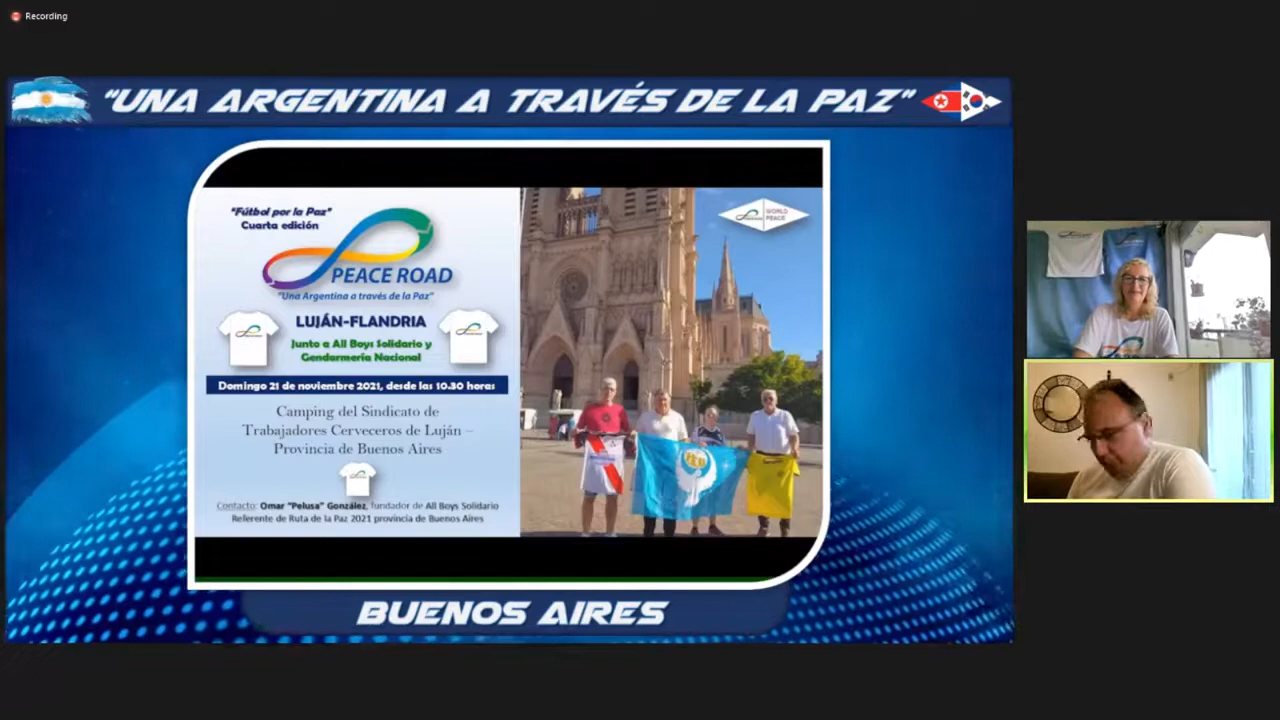 Recording
“UNA ARGENTINA A TRAVÉS DE LA PAZ”
“Fútbol por la Paz”
Cuarta edición
PEACE ROAD
“Una Argentina a través de la Paz”
LUJÁN-FLANDRIA
Junto a All Boys Solidario y
Gendarmería Nacional
Domingo 21 de noviembre 2021, desde las 10.30 horas
Camping del Sindicato de
Trabajadores Cerveceros de Luján –
Provincia de Buenos Aires
Contacto: Omar “Pelusa” González, fundador de All Boys Solidario
Referente de Ruta de la Paz 2021 provincia de Buenos Aires
WORLD
PEACE
BUENOS AIRES